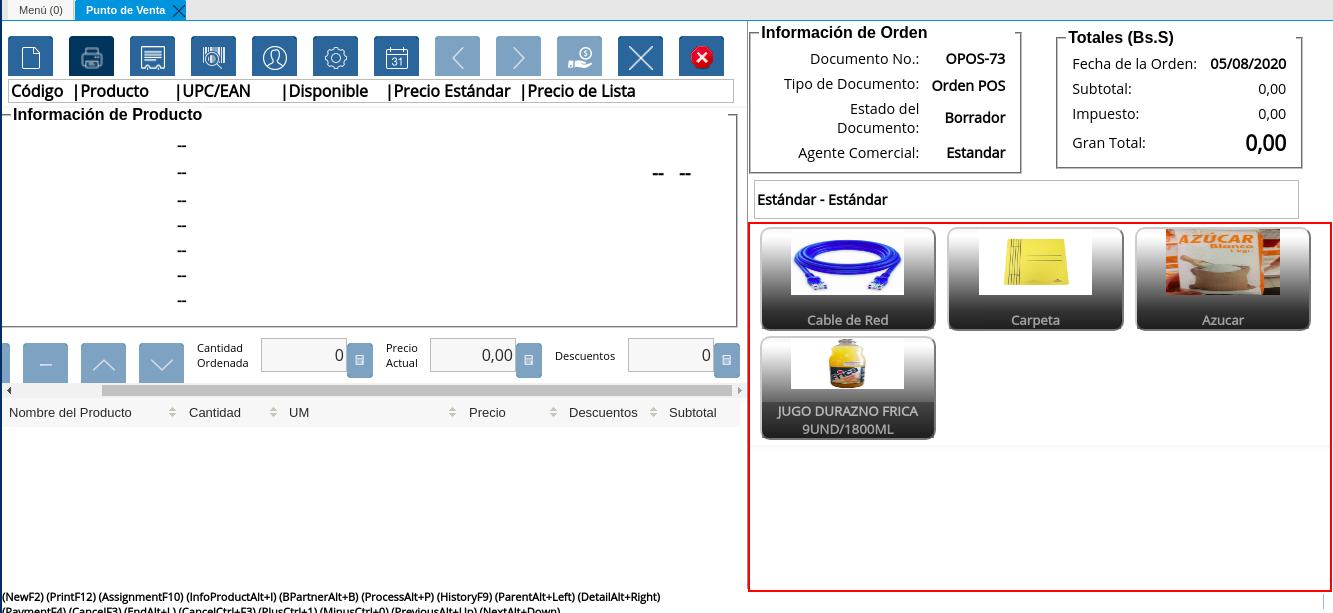 Menú (0) Punto de Venta
31
Código |Producto |UPC/EAN |Disponible |Precio Estándar |Precio de Lista
Información de Producto
--
-- -- --
--
--
--
--
--
Cantidad Ordenada 0 Precio Actual 0,00 Descuentos 0
Nombre del Producto Cantidad UM Precio Descuentos Subtotal
(NewF2) (PrintF12) (AssignmentF10) (InfoProductAlt+I) (BPartnerAlt+B) (ProcessAlt+P) (HistoryF9) (ParentAlt+Left) (DetailAlt+Right)
(PaymentF4) (CancelF3) (EndAlt+L) (CancelCtrl+F3) (PlusCtrl+1) (MinusCtrl+0) (PreviousAlt+Up) (NextAlt+Down)
Información de Orden
Documento No.: OPOS-73
Tipo de Documento: Orden POS
Estado del
Documento: Borrador
Agente Comercial: Estandar
Totales (Bs.S)
Fecha de la Orden: 05/08/2020
Subtotal: 0,00
Impuesto: 0,00
Gran Total: 0,00
Estándar - Estándar
Cable de Red
Carpeta
AZÚCAR
Blanco
Azucar
Frica
JUGO DURAZNO FRICA
9UND/1800ML